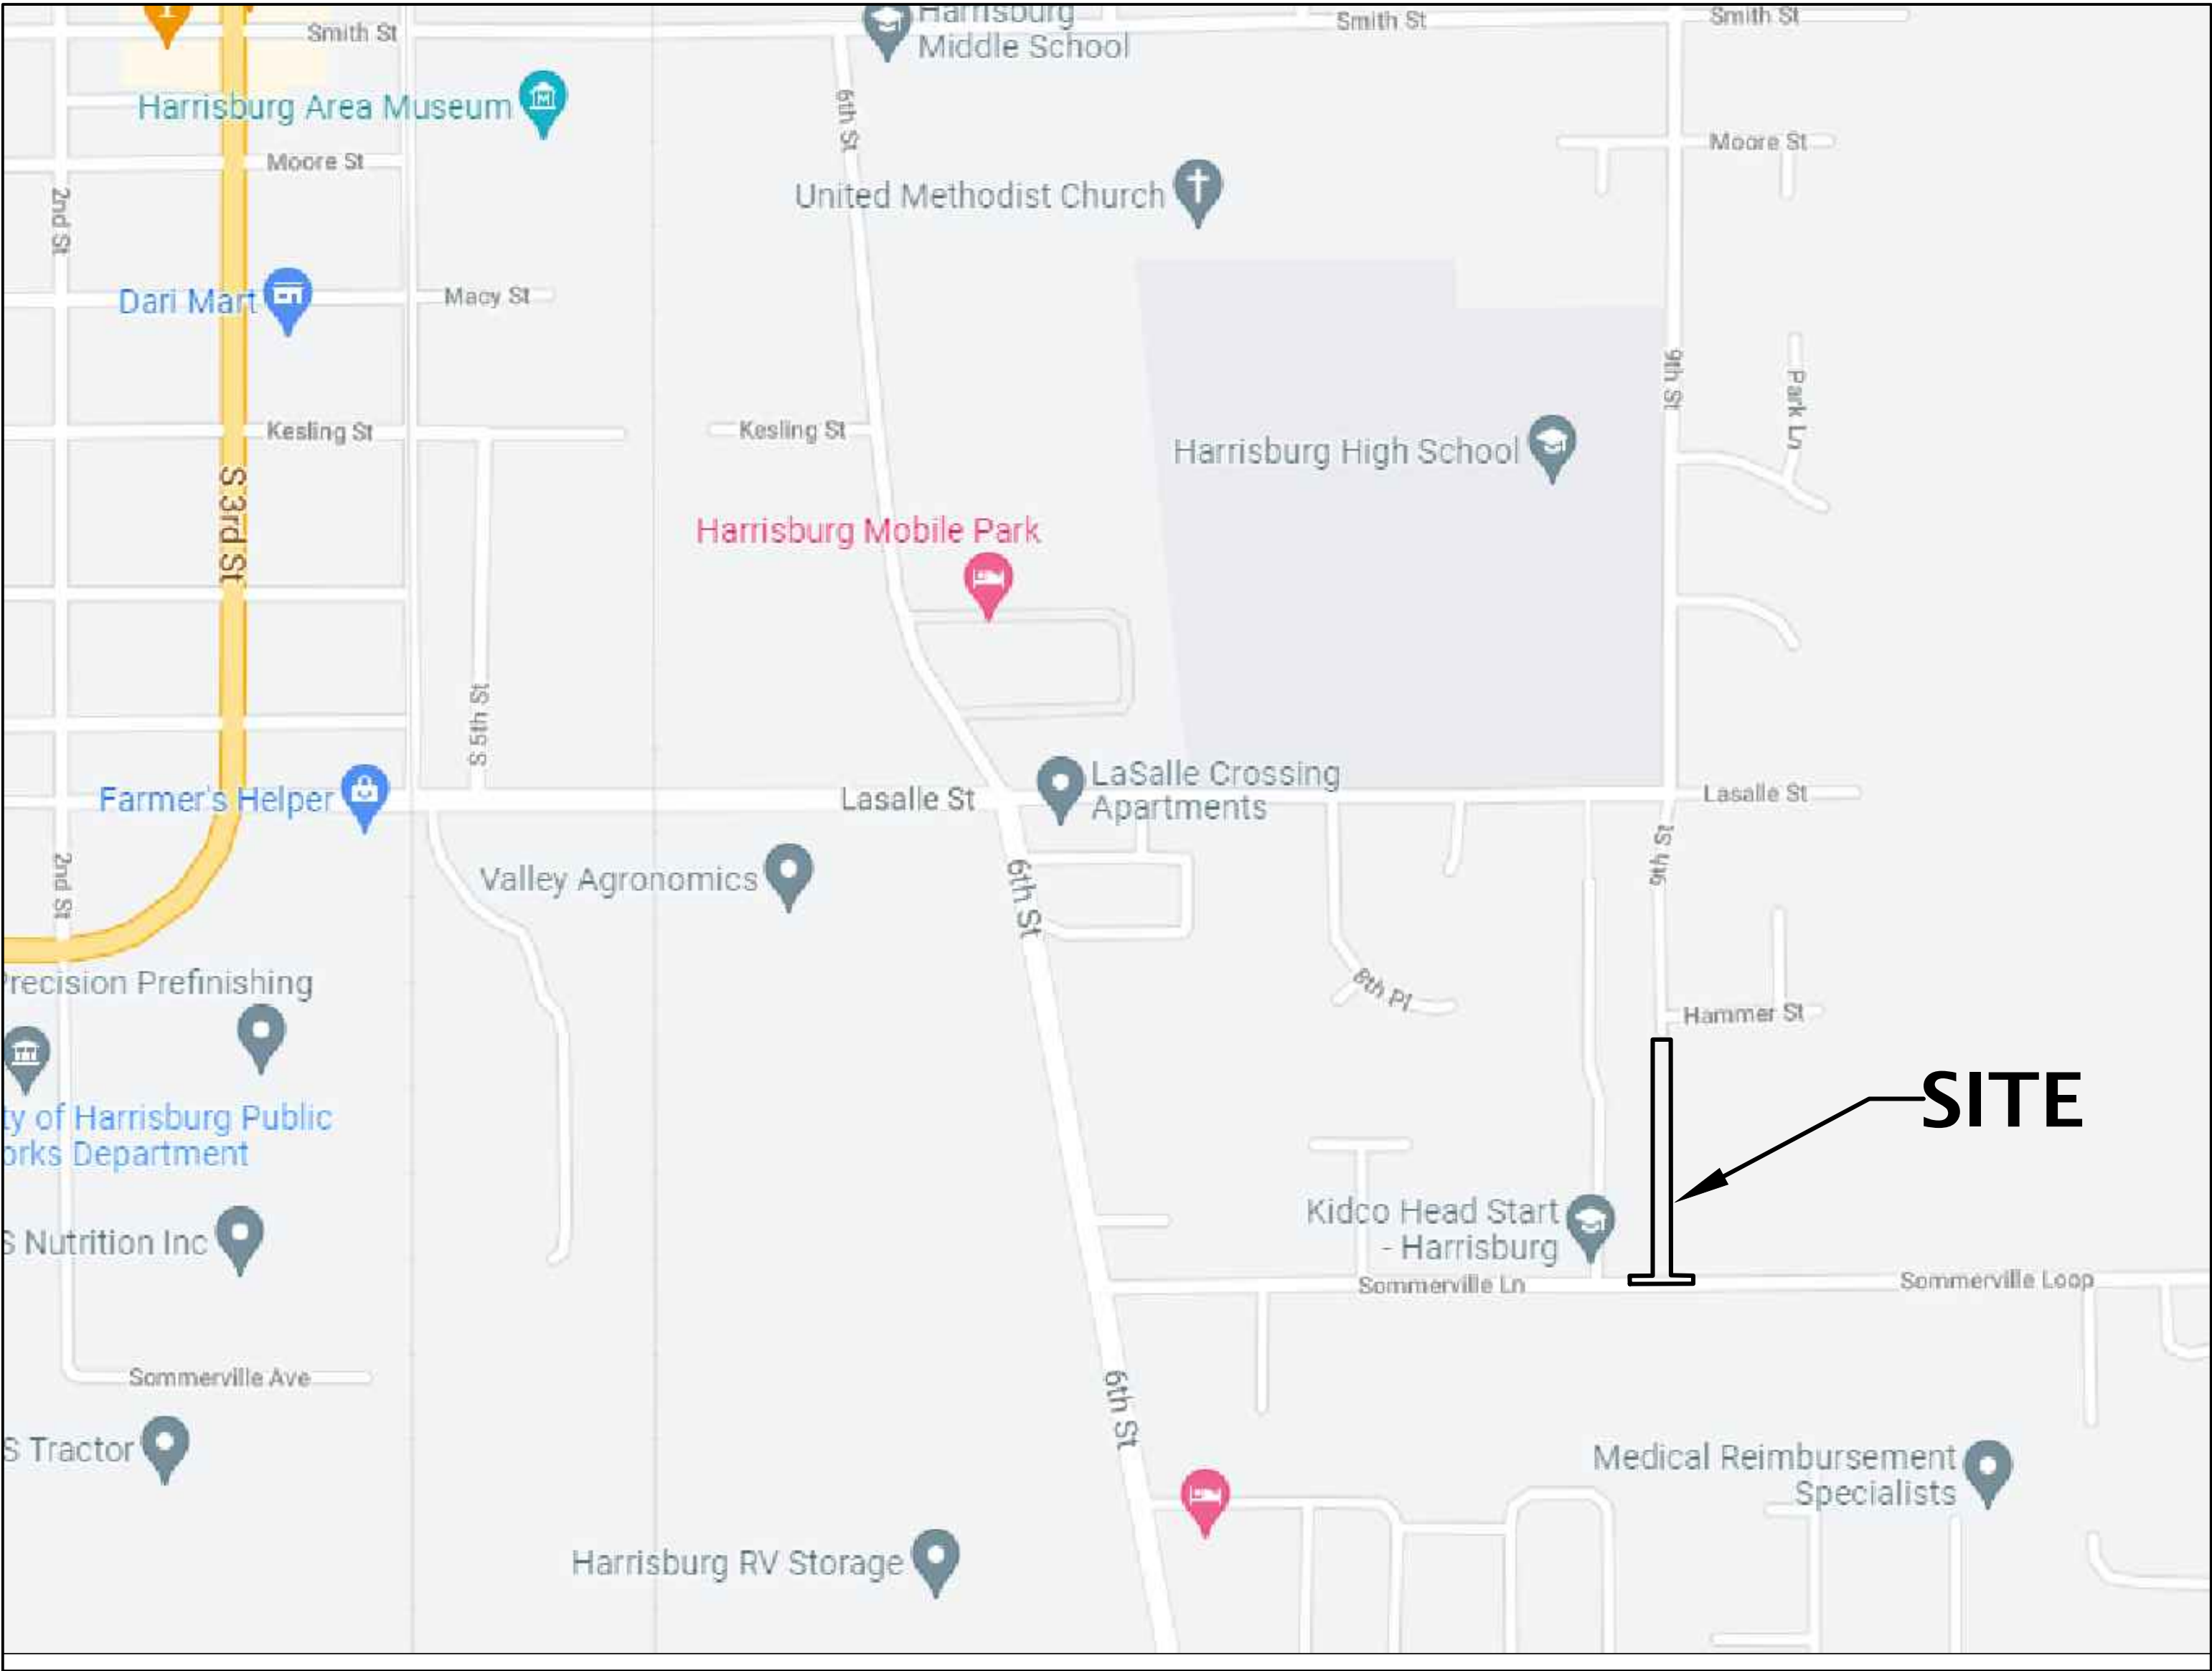 Harrisburg
Middle School
Smith St
Smith St
Smith St
Harrisburg Area Museum
6th St
Moore St
Moore St
United Methodist Church
2nd St
Dari Mart
Macy St
9th St
Park Ln
Kesling St
Kesling St
Harrisburg High School
S 3rd St
Harrisburg Mobile Park
S 5th St
LaSalle Crossing
Apartments
Farmer's Helper
Lasalle St
Lasalle St
9th St
2nd St
Valley Agronomics
6th St
Precision Prefinishing
8th Pl
Hammer St
SITE
ty of Harrisburg Public
orks Department
Kidco Head Start
- Harrisburg
S Nutrition Inc
Sommerville Ln
Sommerville Loop
Sommerville Ave
6th St
S Tractor
Medical Reimbursement
Specialists
Harrisburg RV Storage